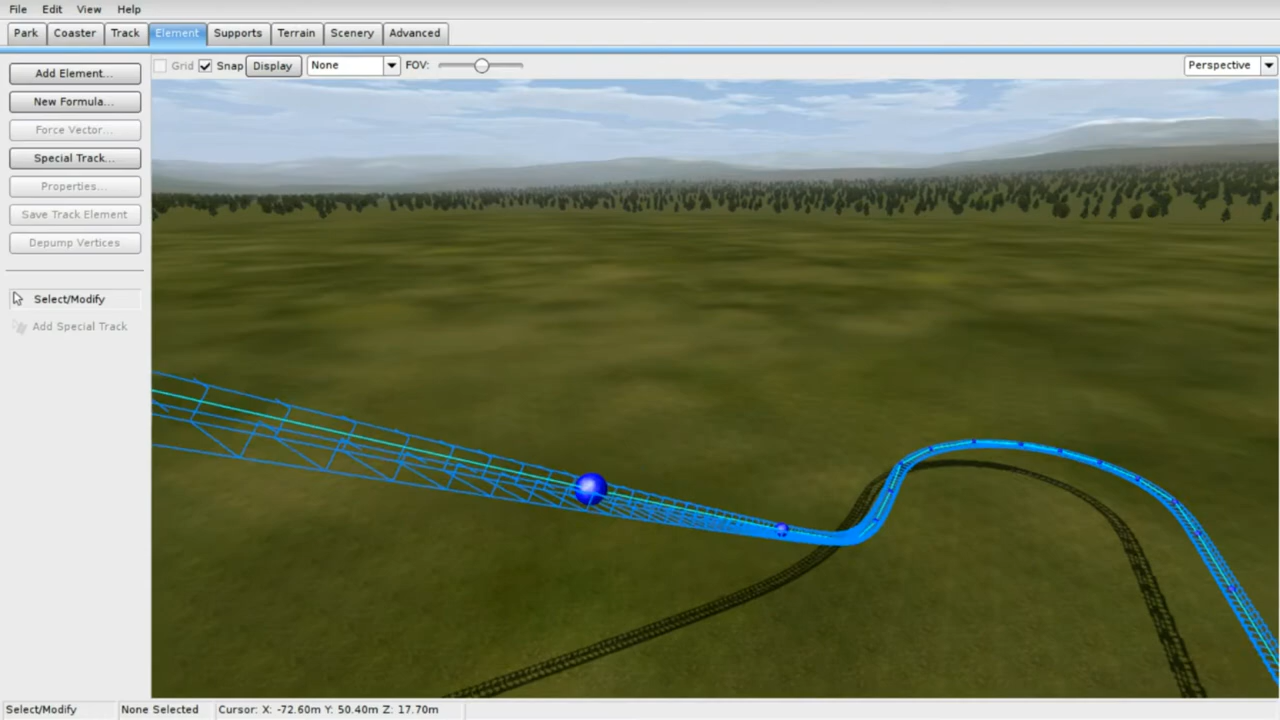 File Edit View Help
Park Coaster Track Element Supports Terrain Scenery Advanced
Grid Snap Display None FOV: Perspective
Add Element...
New Formula...
Force Vector...
Special Track...
Properties...
Save Track Element
Depump Vertices
Select/Modify
Add Special Track
Select/Modify None Selected Cursor: X: -72.60m Y: 50.40m Z: 17.70m